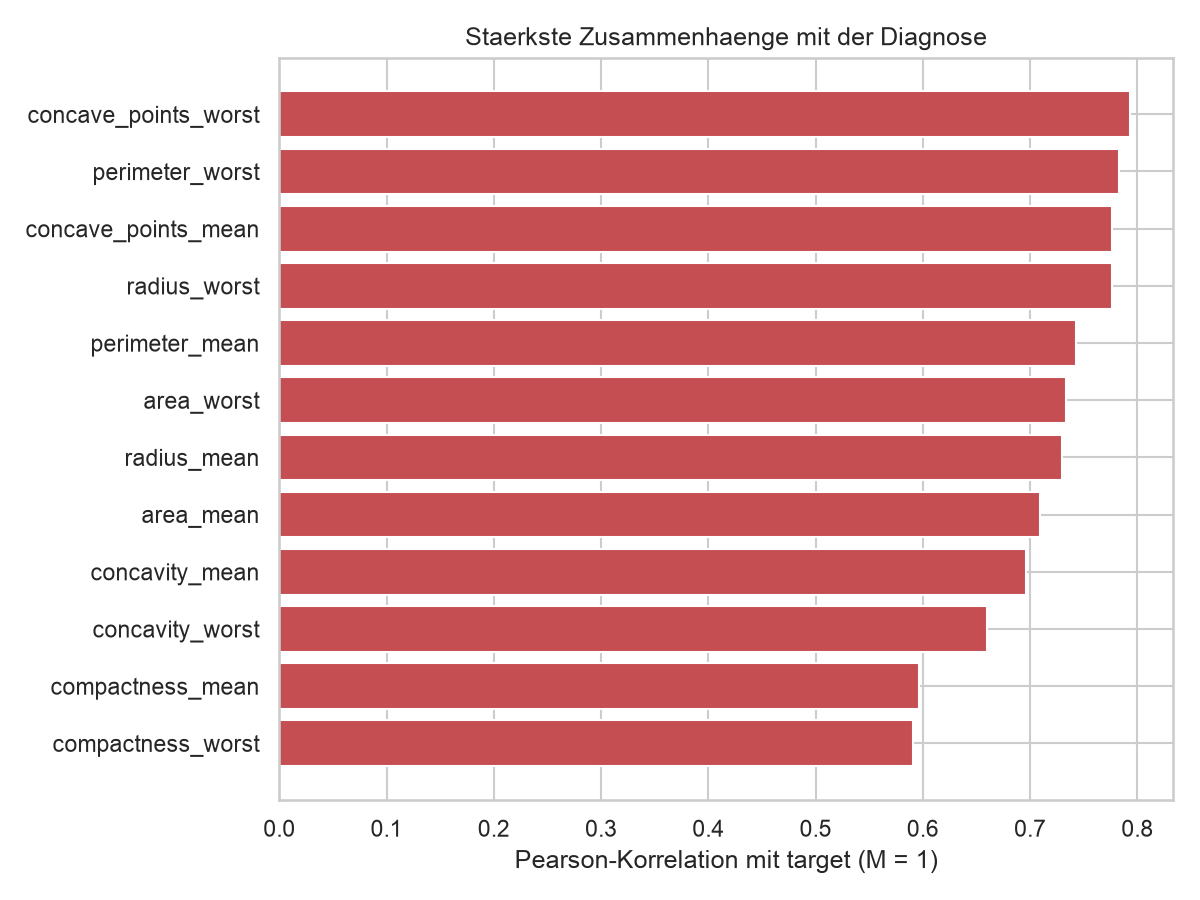 Staerkste Zusammenhaenge mit der Diagnose
concave_points_worst
perimeter_worst
concave_points_mean
radius_worst
perimeter_mean
area_worst
radius_mean
area_mean
concavity_mean
concavity_worst
compactness_mean
compactness_worst
0.0 0.1 0.2 0.3 0.4 0.5 0.6 0.7 0.8
Pearson-Korrelation mit target (M = 1)